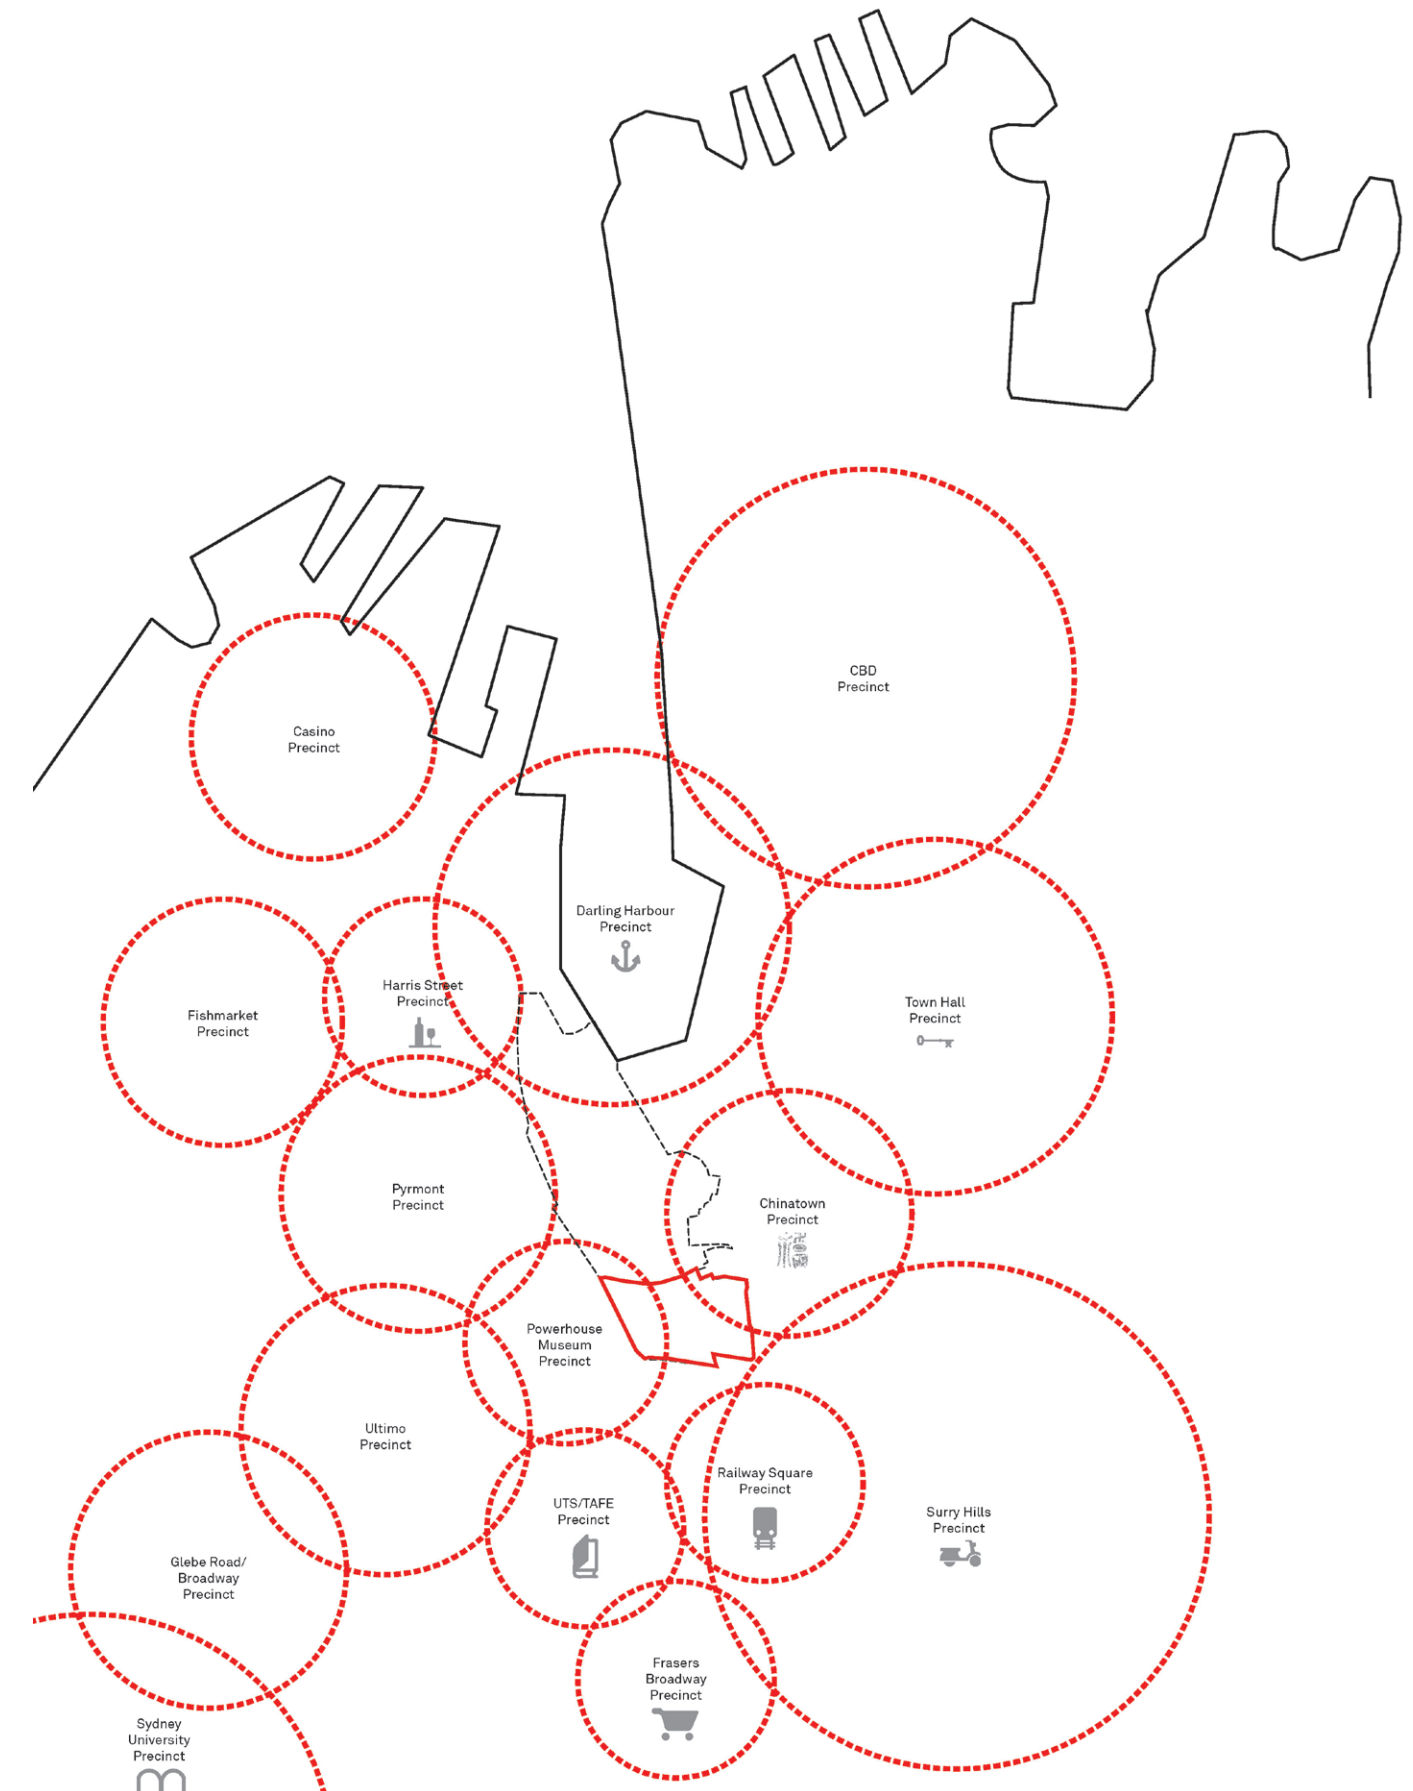 CBD
Precinct
Casino
Precinct
Darling Harbour
Precinct
Harris Street
Precinct
Town Hall
Precinct
Fishmarket
Precinct
Pyrmont
Precinct
Chinatown
Precinct
Powerhouse
Museum
Precinct
Ultimo
Precinct
Railway Square
Precinct
UTS/TAFE
Precinct
Surry Hills
Precinct
Glebe Road/
Broadway
Precinct
Frasers
Broadway
Precinct
Sydney
University
Precinct